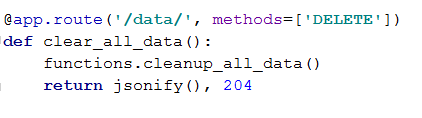 @app.route('/data/', methods=['DELETE'])
def clear_all_data():
    functions.cleanup_all_data()
    return jsonify(), 204